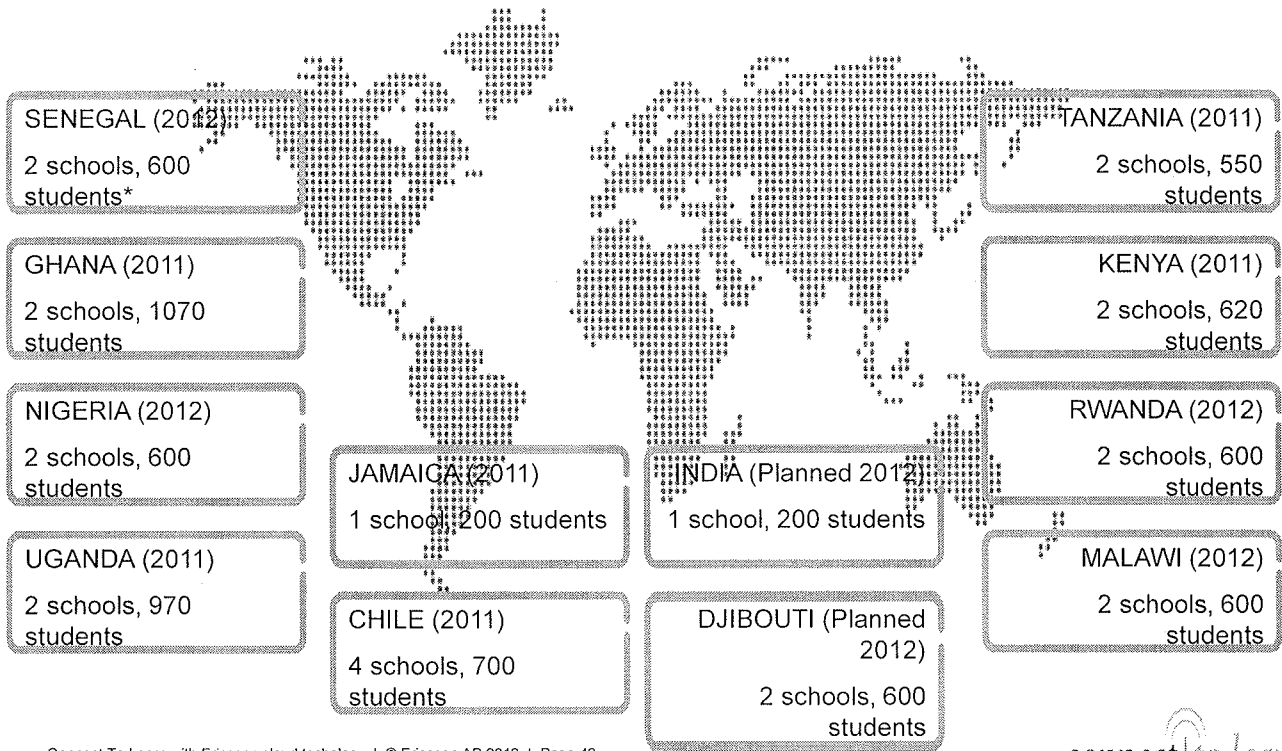 SENEGAL (2012)
2 schools, 600
students*
GHANA (2011)
2 schools, 1070
students
NIGERIA (2012)
2 schools, 600
students
UGANDA (2011)
2 schools, 970
students
JAMAICA (2011)
1 school, 200 students
CHILE (2011)
4 schools, 700
students
INDIA (Planned 2012)
1 school, 200 students
DJIBOUTI (Planned
2012)
2 schools, 600
students
TANZANIA (2011)
2 schools, 550
students
KENYA (2011)
2 schools, 620
students
RWANDA (2012)
2 schools, 600
students
MALAWI (2012)
2 schools, 600
students